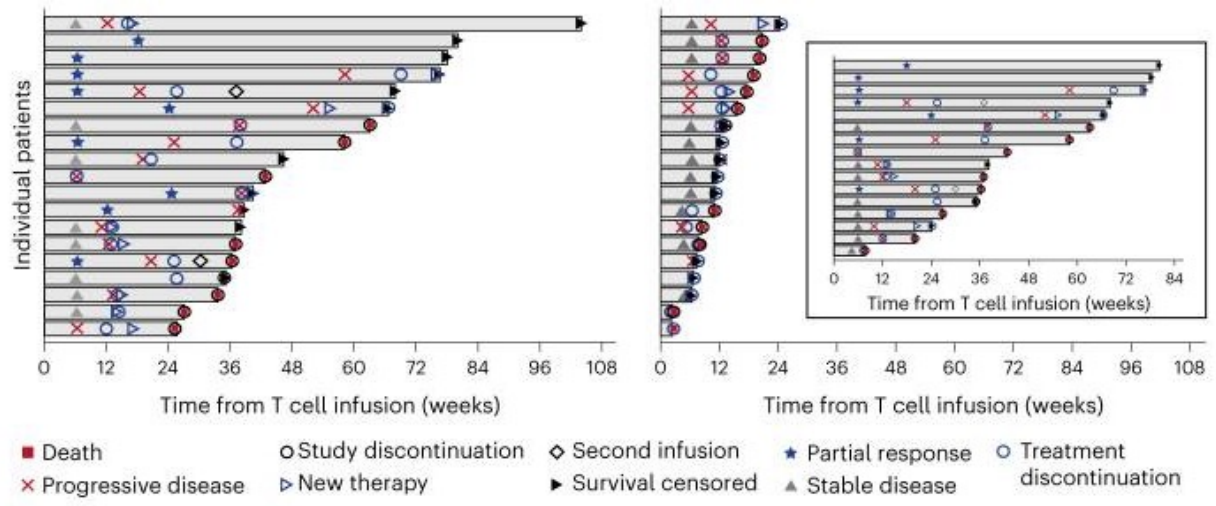 Individual patients
0 12 24 36 48 60 72 84 96 108
Time from T cell infusion (weeks)
0 12 24 36 48 60 72 84 96 108
Time from T cell infusion (weeks)
0 12 24 36 48 60 72 84
Time from T cell infusion (weeks)
Death Study discontinuation Second infusion Partial response Treatment
discontinuation
Progressive disease New therapy Survival censored Stable disease